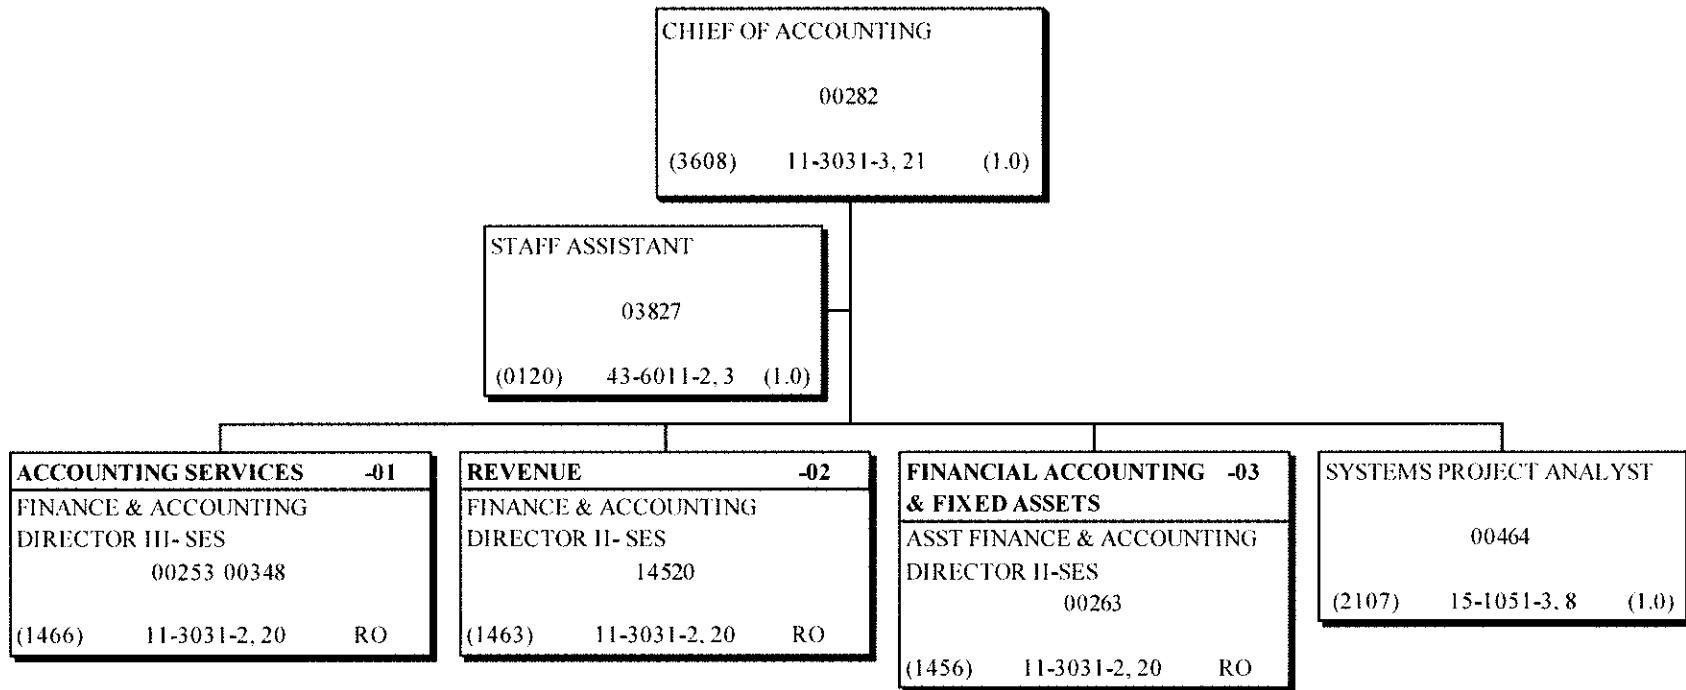 CHIEF OF ACCOUNTING
00282
(3608) 11-3031-3, 21 (1.0)
STAFF ASSISTANT
03827
(0120) 43-6011-2, 3 (1.0)
ACCOUNTING SERVICES -01
FINANCE & ACCOUNTING
DIRECTOR III- SES
00253 00348
(1466) 11-3031-2, 20 RO
REVENUE -02
FINANCE & ACCOUNTING
DIRECTOR II- SES
14520
(1463) 11-3031-2, 20 RO
FINANCIAL ACCOUNTING -03
& FIXED ASSETS
ASST FINANCE & ACCOUNTING
DIRECTOR II-SES
00263
(1456) 11-3031-2, 20 RO
SYSTEMS PROJECT ANALYST
00464
(2107) 15-1051-3, 8 (1.0)